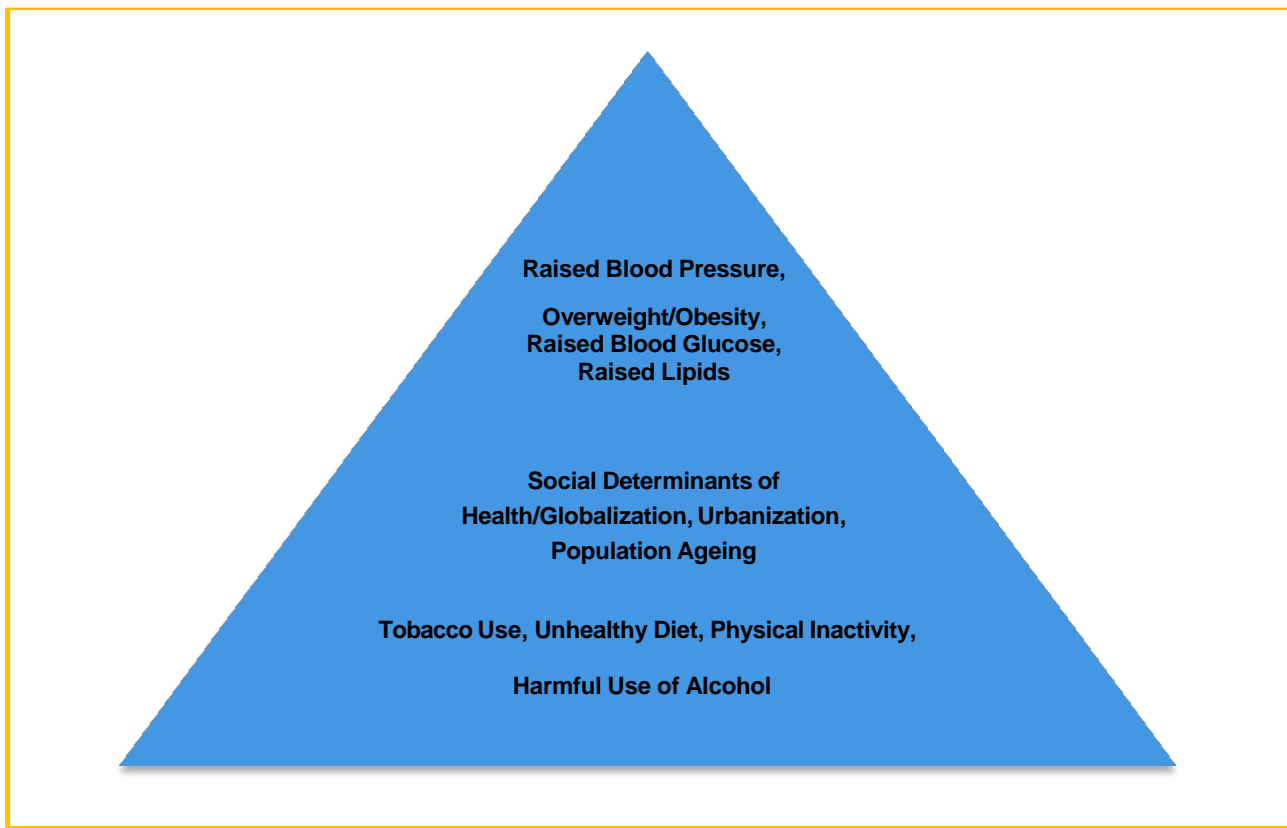 Raised Blood Pressure,
Overweight/Obesity,
Raised Blood Glucose,
Raised Lipids
Social Determinants of
Health/Globalization, Urbanization,
Population Ageing
Tobacco Use, Unhealthy Diet, Physical Inactivity,
Harmful Use of Alcohol